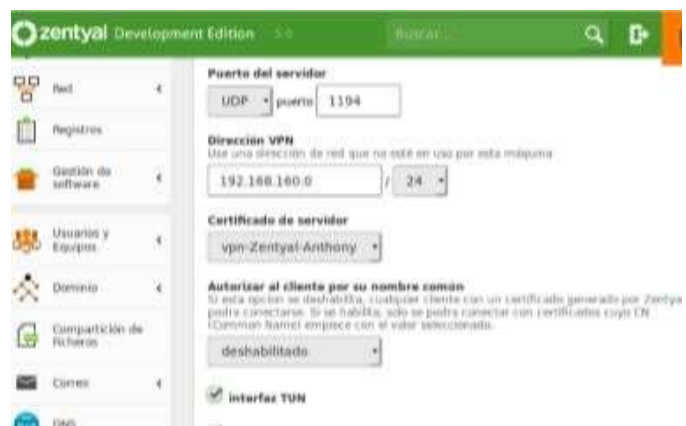 zentyal Development Edition 5.0
Buscar...
Red
Registros
Gestión de
software
Usuarios y
Equipos
Dominio
Compartición de
ficheros
Correo
DNS
Puerto del servidor
UDP puerto 1194
Dirección VPN
Use una dirección de red que no esté en uso por esta máquina
192.168.160.0 / 24
Certificado de servidor
vpn-Zentyal-Anthony
Autorizar al cliente por su nombre común
Si esta opción se deshabilita, cualquier cliente con un certificado generado por Zentya
podrá conectarse. Si se habilita, sólo se podrá conectar con certificados cuyo CN
(Common Name) empiece con el valor seleccionado.
deshabilitado
interfaz TUN